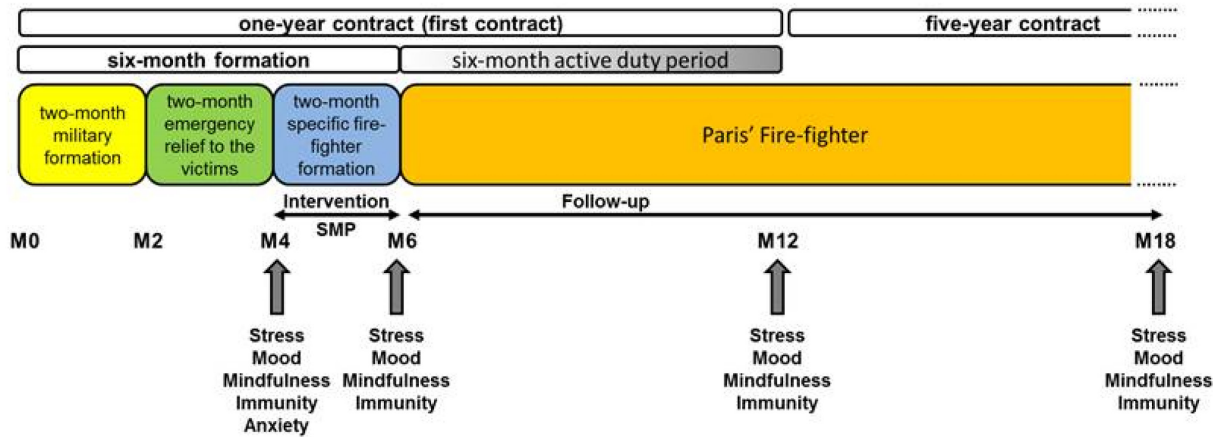 one-year contract (first contract)
five-year contract
six-month formation
six-month active duty period
two-month
military
formation
two-month
emergency
relief to the
victims
two-month
specific fire-
fighter
formation
Paris’ Fire-fighter
Intervention
SMP
Follow-up
M0
M2
M4
M6
M12
M18
Stress
Mood
Mindfulness
Immunity
Anxiety
Stress
Mood
Mindfulness
Immunity
Stress
Mood
Mindfulness
Immunity
Stress
Mood
Mindfulness
Immunity